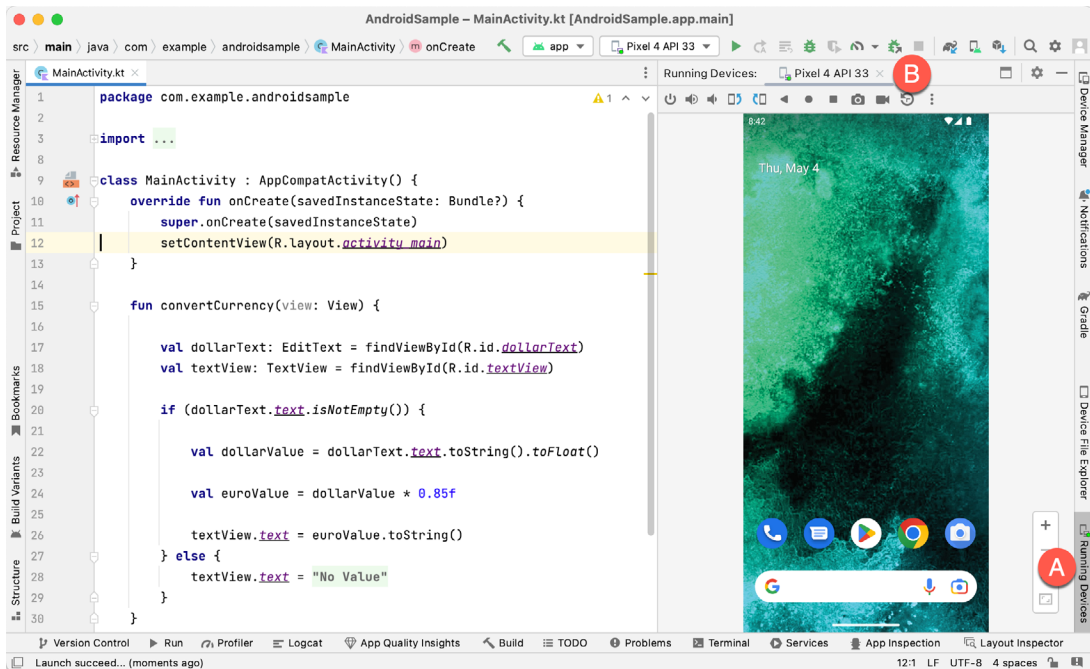 AndroidSample – MainActivity.kt [AndroidSample.app.main]
src main java com example androidsample MainActivity onCreate app Pixel 4 API 33
MainActivity.kt
Running Devices: Pixel 4 API 33
B
1 package com.example.androidsample
1
2
3 import ...
8
9 class MainActivity : AppCompatActivity() {
10 override fun onCreate(savedInstanceState: Bundle?) {
11 super.onCreate(savedInstanceState)
12 setContentView(R.layout.activity_main)
13 }
14
15 fun convertCurrency(view: View) {
16
17 val dollarText: EditText = findViewById(R.id.dollarText)
18 val textView: TextView = findViewById(R.id.textView)
19
20 if (dollarText.text.isNotEmpty()) {
21
22 val dollarValue = dollarText.text.toString().toFloat()
23
24 val euroValue = dollarValue * 0.85f
25
26 textView.text = euroValue.toString()
27 } else {
28 textView.text = "No Value"
29 }
30 }
Resource Manager
Project
Bookmarks
Build Variants
Structure
8:42
Thu, May 4
A
Device Manager
Notifications
Gradle
Device File Explorer
Running Devices
Version Control Run Profiler Logcat App Quality Insights Build TODO Problems Terminal Services App Inspection Layout Inspector
Launch succeed... (moments ago) 12:1 LF UTF-8 4 spaces